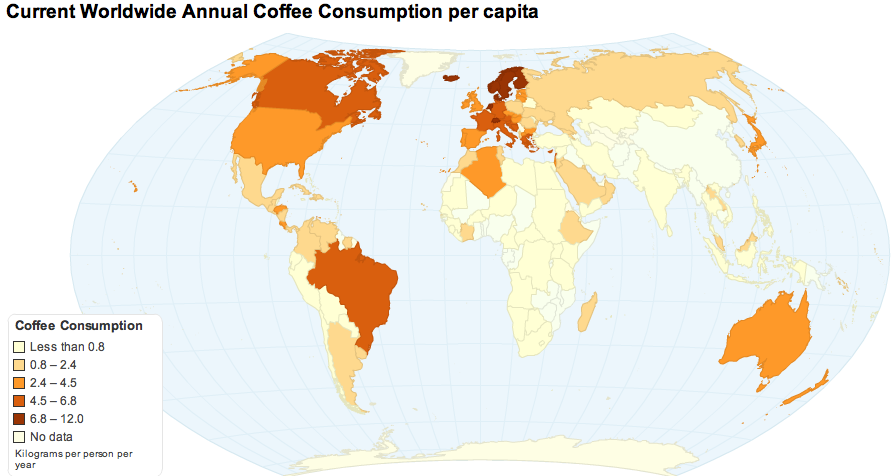 Current Worldwide Annual Coffee Consumption per capita
Coffee Consumption
Less than 0.8
0.8 – 2.4
2.4 – 4.5
4.5 – 6.8
6.8 – 12.0
No data
Kilograms per person per
year